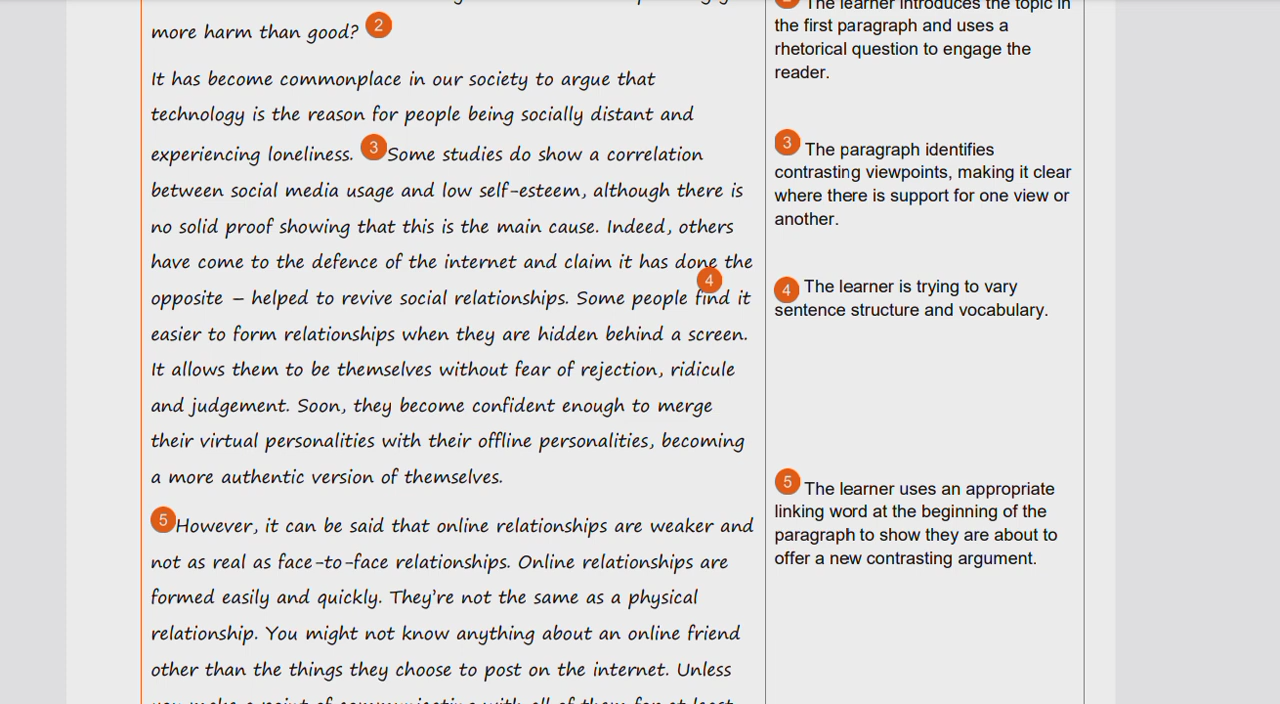 more harm than good? 2
It has become commonplace in our society to argue that
technology is the reason for people being socially distant and
experiencing loneliness. 3 Some studies do show a correlation
between social media usage and low self-esteem, although there is
no solid proof showing that this is the main cause. Indeed, others
have come to the defence of the internet and claim it has done the
4
opposite – helped to revive social relationships. Some people find it
easier to form relationships when they are hidden behind a screen.
It allows them to be themselves without fear of rejection, ridicule
and judgement. Soon, they become confident enough to merge
their virtual personalities with their offline personalities, becoming
a more authentic version of themselves.
5 However, it can be said that online relationships are weaker and
not as real as face-to-face relationships. Online relationships are
formed easily and quickly. They're not the same as a physical
relationship. You might not know anything about an online friend
other than the things they choose to post on the internet. Unless
The learner introduces the topic in
the first paragraph and uses a
rhetorical question to engage the
reader.
3 The paragraph identifies
contrasting viewpoints, making it clear
where there is support for one view or
another.
4 The learner is trying to vary
sentence structure and vocabulary.
5 The learner uses an appropriate
linking word at the beginning of the
paragraph to show they are about to
offer a new contrasting argument.